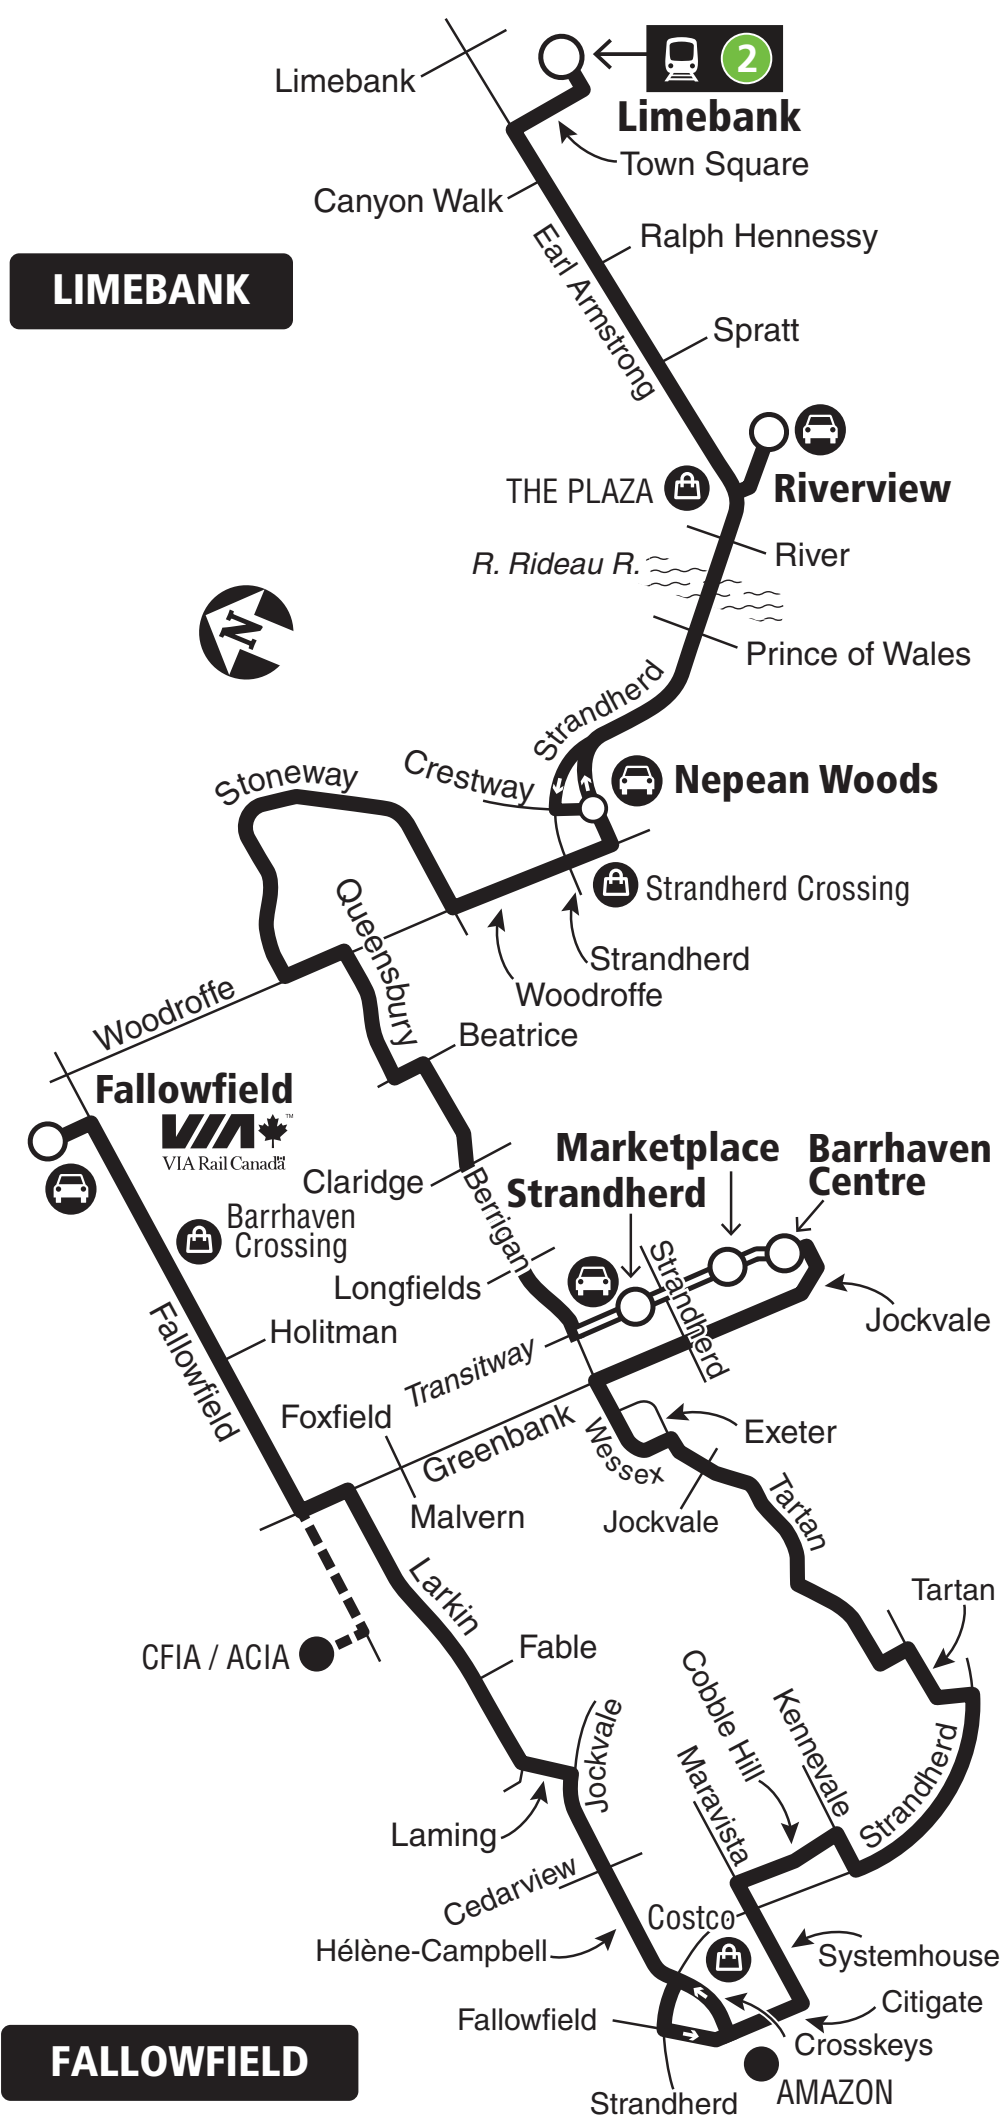 2
Limebank
Limebank
Town Square
Canyon Walk
Ralph Hennessy
Earl Armstrong
LIMEBANK
Spratt
THE PLAZA
Riverview
River
R. Rideau R.
N
Prince of Wales
Strandherd
Stoneway
Crestway
Nepean Woods
Queensbury
Strandherd Crossing
Strandherd
Woodroffe
Woodroffe
Beatrice
Fallowfield
VIA
™
VIA Rail Canada
Marketplace
Barrhaven
Centre
Strandherd
Claridge
Berrigan
Barrhaven
Crossing
Strandherd
Longfields
Jockvale
Holitman
Fallowfield
Transitway
Foxfield
Greenbank
Wessex
Exeter
Malvern
Jockvale
Tartan
Larkin
Tartan
CFIA / ACIA
Fable
Cobble Hill
Kennevale
Jockvale
Maravista
Strandherd
Laming
Cedarview
Costco
Hélène-Campbell
Systemhouse
Fallowfield
Citigate
Crosskeys
FALLOWFIELD
AMAZON
Strandherd